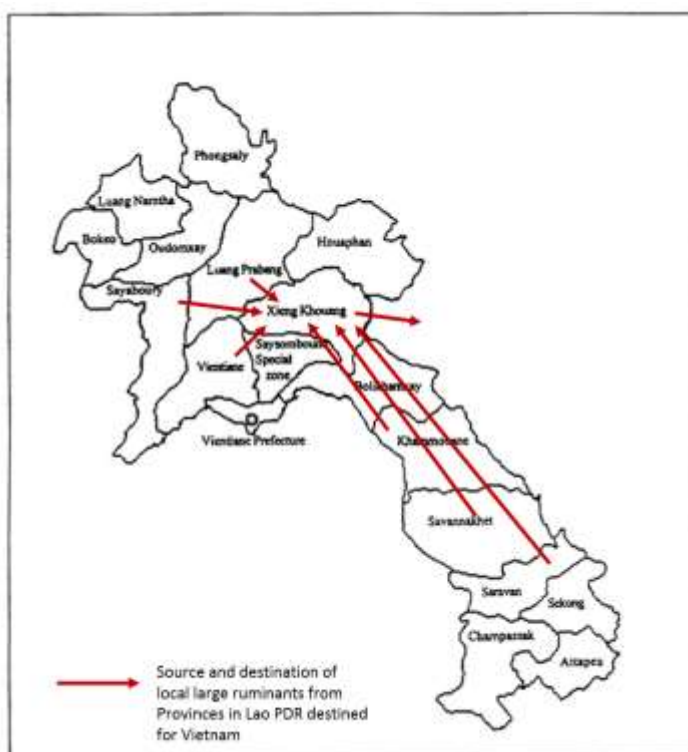 Phongsaly
Luang Namtha
Bokeo
Oudomxay
Houaphan
Luang Prabang
Sayaboury
Xieng Khouang
Saysomboun
Special
zone
Vientiane
Bolikhamxay
Vientiane Prefecture
Khammouane
Savannakhet
Saravan
Sekong
Champassak
Attapeu
Source and destination of
local large ruminants from
Provinces in Lao PDR destined
for Vietnam